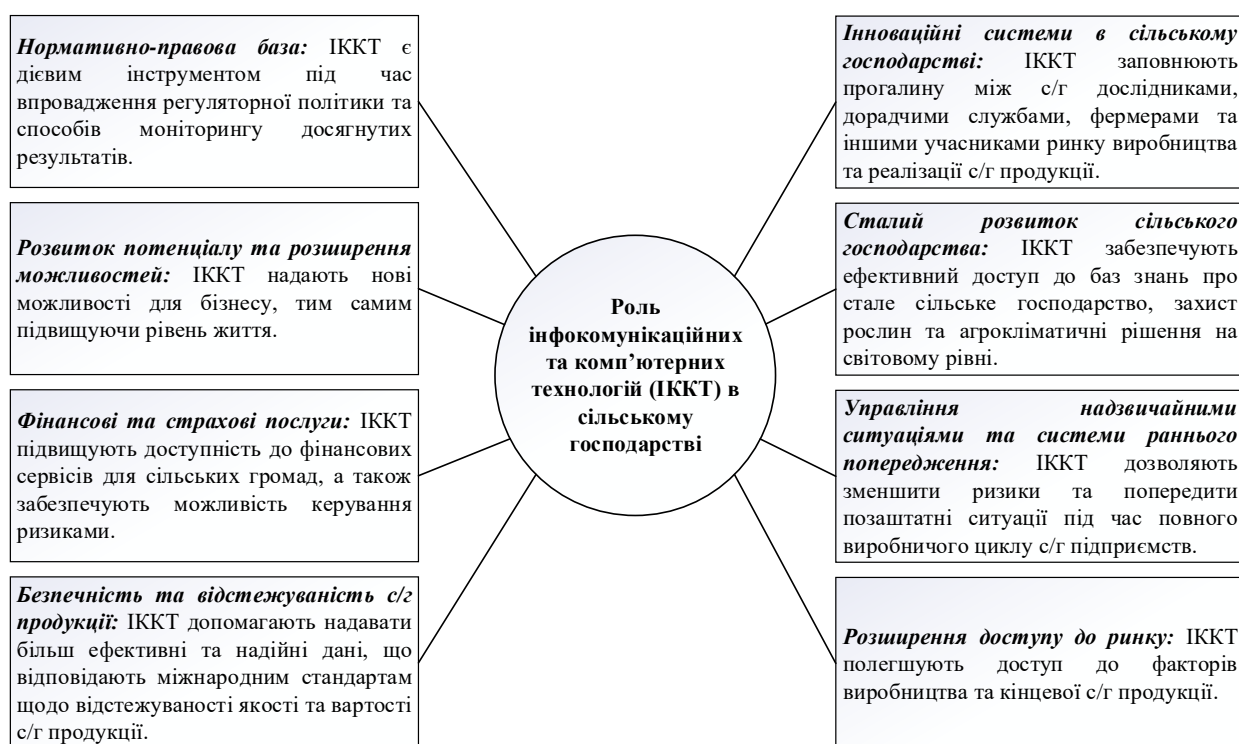 Нормативно-правова база: ІККТ є
дієвим інструментом під час
впровадження регуляторної політики та
способів моніторингу досягнутих
результатів.
Розвиток потенціалу та розширення
можливостей: ІККТ надають нові
можливості для бізнесу, тим самим
підвищуючи рівень життя.
Фінансові та страхові послуги: ІККТ
підвищують доступність до фінансових
сервісів для сільських громад, а також
забезпечують можливість керування
ризиками.
Безпечність та відстежуваність с/г
продукції: ІККТ допомагають надавати
більш ефективні та надійні дані, що
відповідають міжнародним стандартам
щодо відстежуваності якості та вартості
с/г продукції.
Роль
інфокомунікаційних
та комп’ютерних
технологій (ІККТ) в
сільському
господарстві
Інноваційні системи в сільському
господарстві: ІККТ заповнюють
прогалину між с/г дослідниками,
дорадчими службами, фермерами та
іншими учасниками ринку виробництва
та реалізації с/г продукції.
Сталий розвиток сільського
господарства: ІККТ забезпечують
ефективний доступ до баз знань про
стале сільське господарство, захист
рослин та агрокліматичні рішення на
світовому рівні.
Управління надзвичайними
ситуаціями та системи раннього
попередження: ІККТ дозволяють
зменшити ризики та попередити
позаштатні ситуації під час повного
виробничого циклу с/г підприємств.
Розширення доступу до ринку: ІККТ
полегшують доступ до факторів
виробництва та кінцевої с/г продукції.